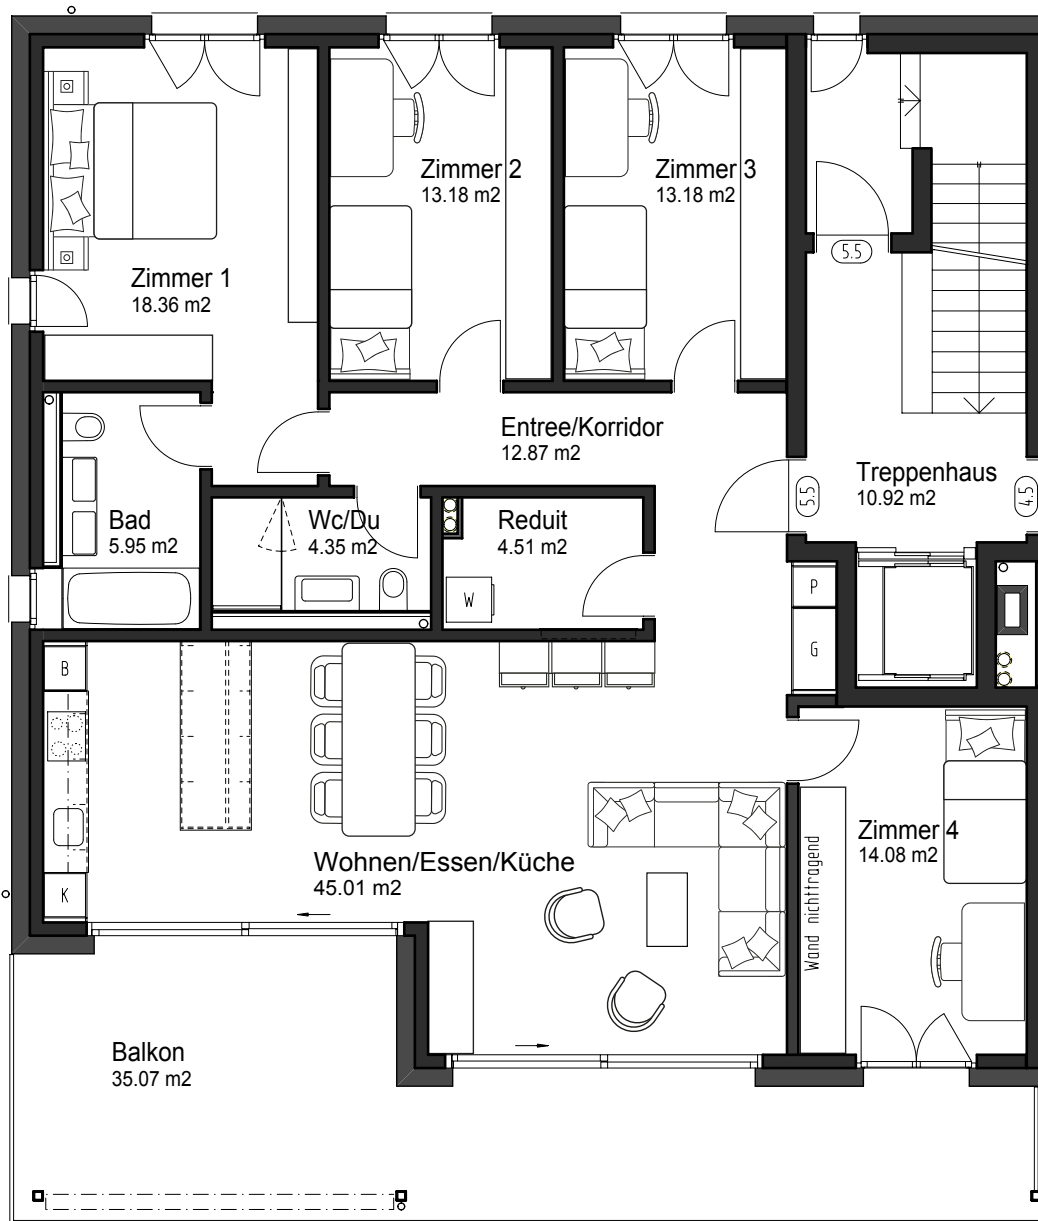 Zimmer 2
13.18 m2
Zimmer 3
13.18 m2
5.5
Zimmer 1
18.36 m2
Entree/Korridor
12.87 m2
Treppenhaus
10.92 m2
5.5
4.5
Bad
5.95 m2
Wc/Du
4.35 m2
Reduit
4.51 m2
W
P
G
B
K
Wohnen/Essen/Küche
45.01 m2
Zimmer 4
14.08 m2
Wand nichttragend
Balkon
35.07 m2